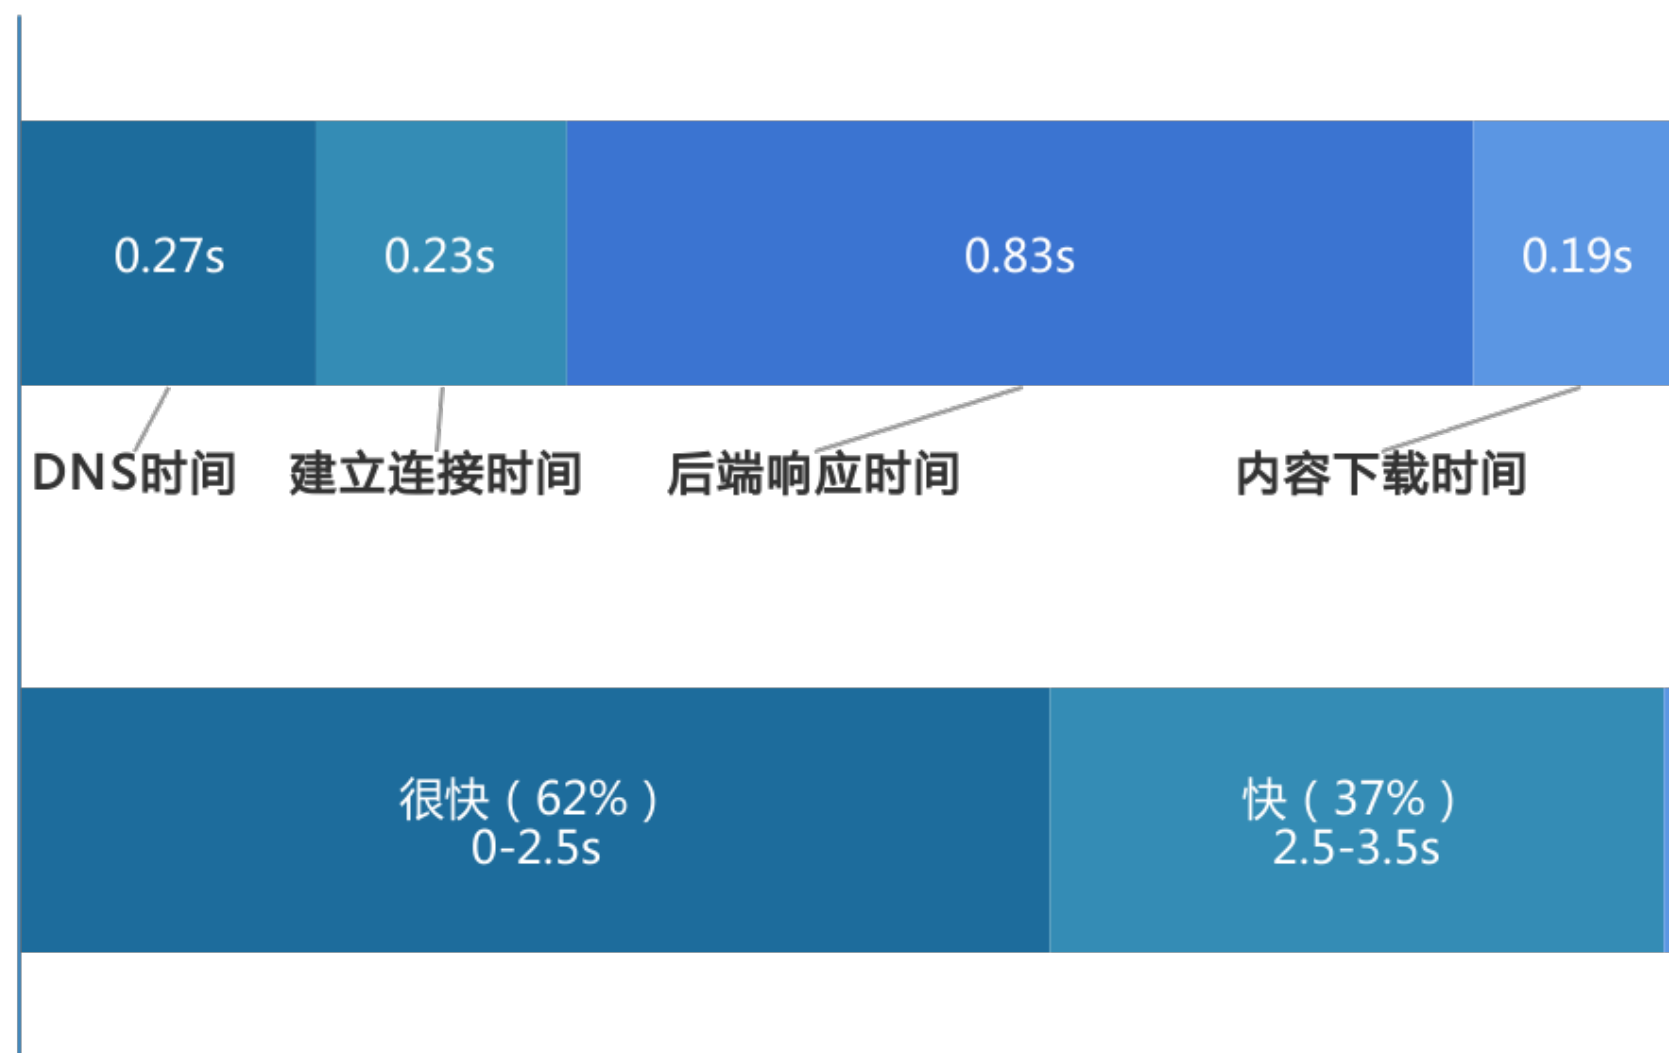 0.27s
0.23s
0.83s
0.19s
DNS时间
建立连接时间
后端响应时间
内容下载时间
很快（62%）
0-2.5s
快（37%）
2.5-3.5s